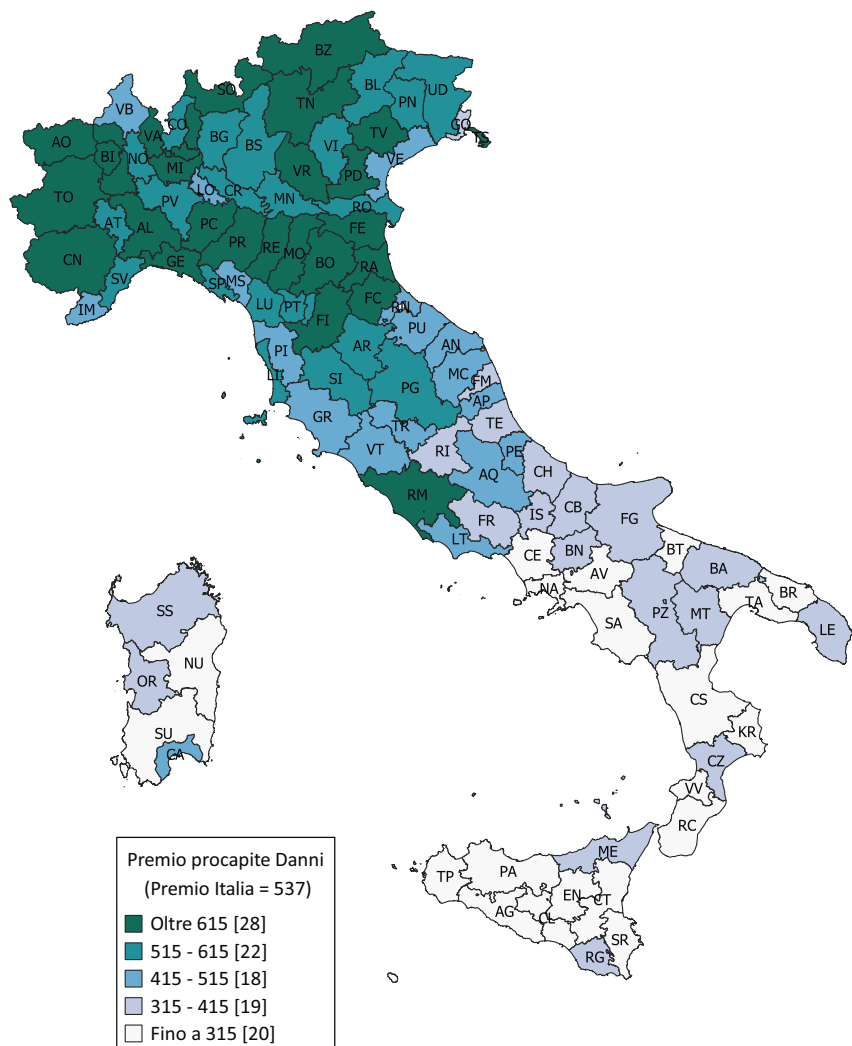 BZ
SO
TN
BL
UD
PN
VB
CO
VA
BG
BS
VI
TV
GO
TS
AO
BI
NO
MI
VR
PD
VE
TO
LO
CR
MN
RO
PV
AT
AL
PC
PR
RE
MO
FE
BO
RA
CN
GE
SV
SP
MS
FC
IM
LU
PT
FI
RN
PU
AN
PI
AR
MC
FM
LI
SI
PG
AP
GR
TR
TE
VT
RI
PE
AQ
CH
RM
FR
IS
CB
FG
LT
CE
BN
BT
BA
AV
NA
BR
TA
SA
PZ
MT
LE
SS
NU
OR
CS
SU
CA
KR
CZ
VV
RC
ME
TP
PA
EN
CT
AG
CL
SR
RG
Premio procapite Danni
(Premio Italia = 537)
Oltre 615 [28]
515 - 615 [22]
415 - 515 [18]
315 - 415 [19]
Fino a 315 [20]